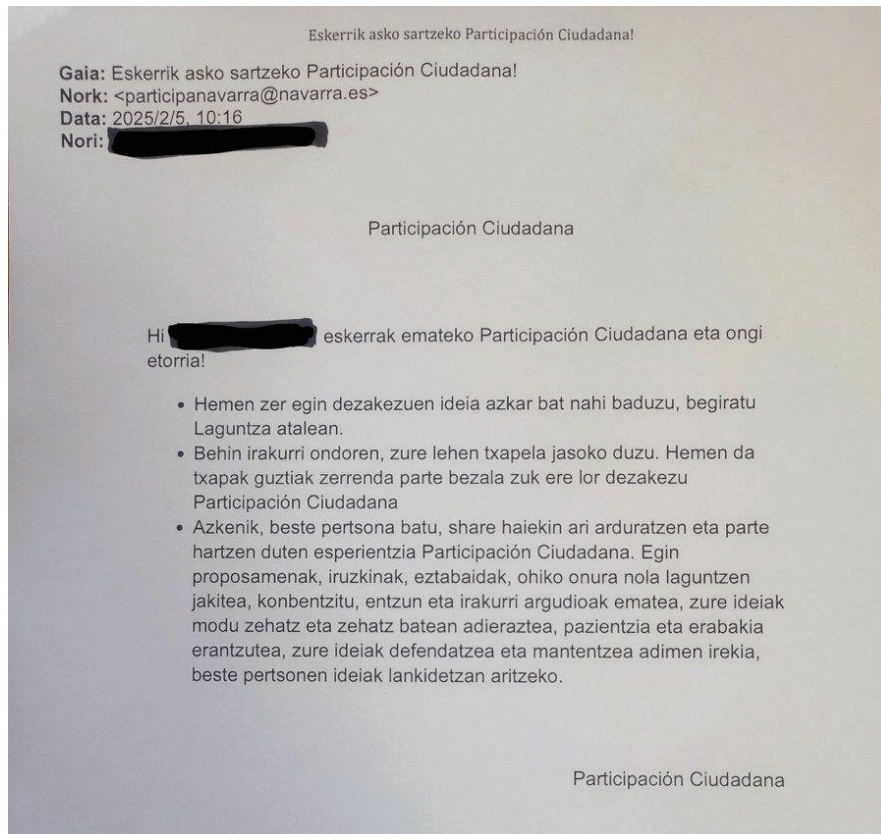 Eskerrik asko sartzeko Participación Ciudadana!
Gaia: Eskerrik asko sartzeko Participación Ciudadana!
Nork: <participanavarra@navarra.es>
Data: 2025/2/5, 10:16
Nori:
Participación Ciudadana
Hi eskerrak emateko Participación Ciudadana eta ongi
etorria!
• Hemen zer egin dezakezuen ideia azkar bat nahi baduzu, begiratu
Laguntza atalean.
• Behin irakurri ondoren, zure lehen txapela jasoko duzu. Hemen da
txapak guztiak zerrenda parte bezala zuk ere lor dezakezu
Participación Ciudadana
• Azkenik, beste pertsona batu, share haiekin ari arduratzen eta parte
hartzen duten esperientzia Participación Ciudadana. Egin
proposamenak, iruzkinak, eztabaidak, ohiko onura nola laguntzen
jakitea, konbentzitu, entzun eta irakurri argudioak ematea, zure ideiak
modu zehatz eta zehatz batean adieraztea, pazientzia eta erabakia
erantzutea, zure ideiak defendatzea eta mantentzea adimen irekia,
beste pertsonen ideiak lankidetzan aritzeko.
Participación Ciudadana